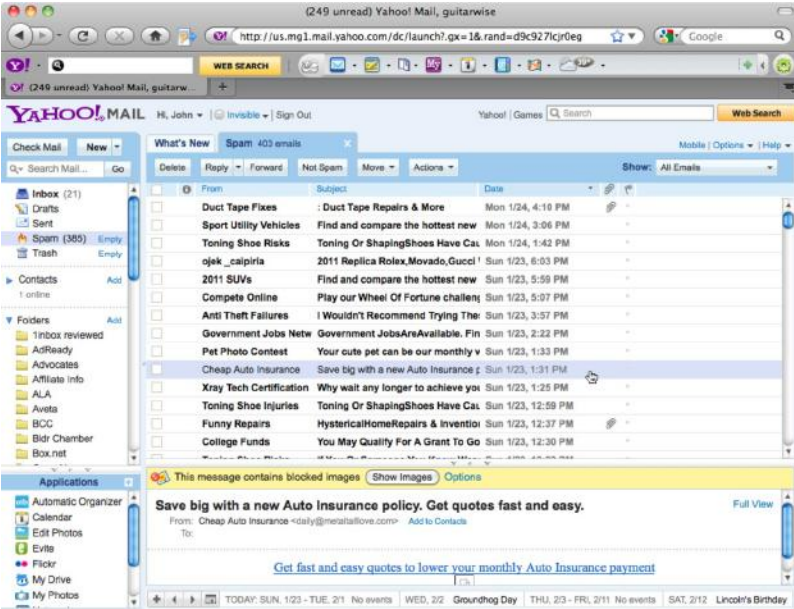 (249 unread) Yahoo! Mail, guitarwise
http://us.mg1.mail.yahoo.com/dc/launch?.gx=1&.rand=d9c927lcjr0eg
Google
WEB SEARCH
(249 unread) Yahoo! Mail, guitarw...
YAHOO! MAIL Hi, John Invisible Sign Out Yahoo! Games Search Web Search
Check Mail New What's New Spam 403 emails Mobile Options Help
Search Mail... Go Delete Reply Forward Not Spam Move Actions Show: All Emails
From Subject Date
Inbox (21)
Drafts
Sent
Spam (385) Empty
Trash Empty
Contacts Add
1 online
Folders Add
1inbox reviewed
AdReady
Advocates
Affiliate Info
ALA
Aveta
BCC
Bldr Chamber
Box.net
Duct Tape Fixes : Duct Tape Repairs & More Mon 1/24, 4:10 PM
Sport Utility Vehicles Find and compare the hottest new Mon 1/24, 3:06 PM
Toning Shoe Risks Toning Or ShapingShoes Have Cau Mon 1/24, 1:42 PM
ojek _caipiria 2011 Replica Rolex,Movado,Gucci Sun 1/23, 6:03 PM
2011 SUVs Find and compare the hottest new Sun 1/23, 5:59 PM
Compete Online Play our Wheel Of Fortune challeng Sun 1/23, 5:07 PM
Anti Theft Failures I Wouldn't Recommend Trying Thes Sun 1/23, 3:57 PM
Government Jobs Netw Government JobsAreAvailable. Fin Sun 1/23, 2:22 PM
Pet Photo Contest Your cute pet can be our monthly v Sun 1/23, 1:33 PM
Cheap Auto Insurance Save big with a new Auto Insurance p Sun 1/23, 1:31 PM
Xray Tech Certification Why wait any longer to achieve you Sun 1/23, 1:25 PM
Toning Shoe Injuries Toning Or ShapingShoes Have Cau Sun 1/23, 12:59 PM
Funny Repairs HystericalHomeRepairs & Invention Sun 1/23, 12:37 PM
College Funds You May Qualify For A Grant To Go Sun 1/23, 12:30 PM
Applications
Automatic Organizer
Calendar
Edit Photos
Evite
Flickr
My Drive
My Photos
This message contains blocked images Show Images Options
Save big with a new Auto Insurance policy. Get quotes fast and easy. Full View
From: Cheap Auto Insurance Add to Contacts
To:
Get fast and easy quotes to lower your monthly Auto Insurance payment
TODAY: SUN, 1/23 - TUE, 2/1 No events WED, 2/2 Groundhog Day THU, 2/3 - FRI, 2/11 No events SAT, 2/12 Lincoln's Birthday